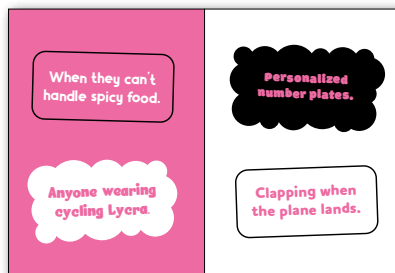 When they can't
handle spicy food.
Anyone wearing
cycling Lycra.
Personalized
number plates.
Clapping when
the plane lands.